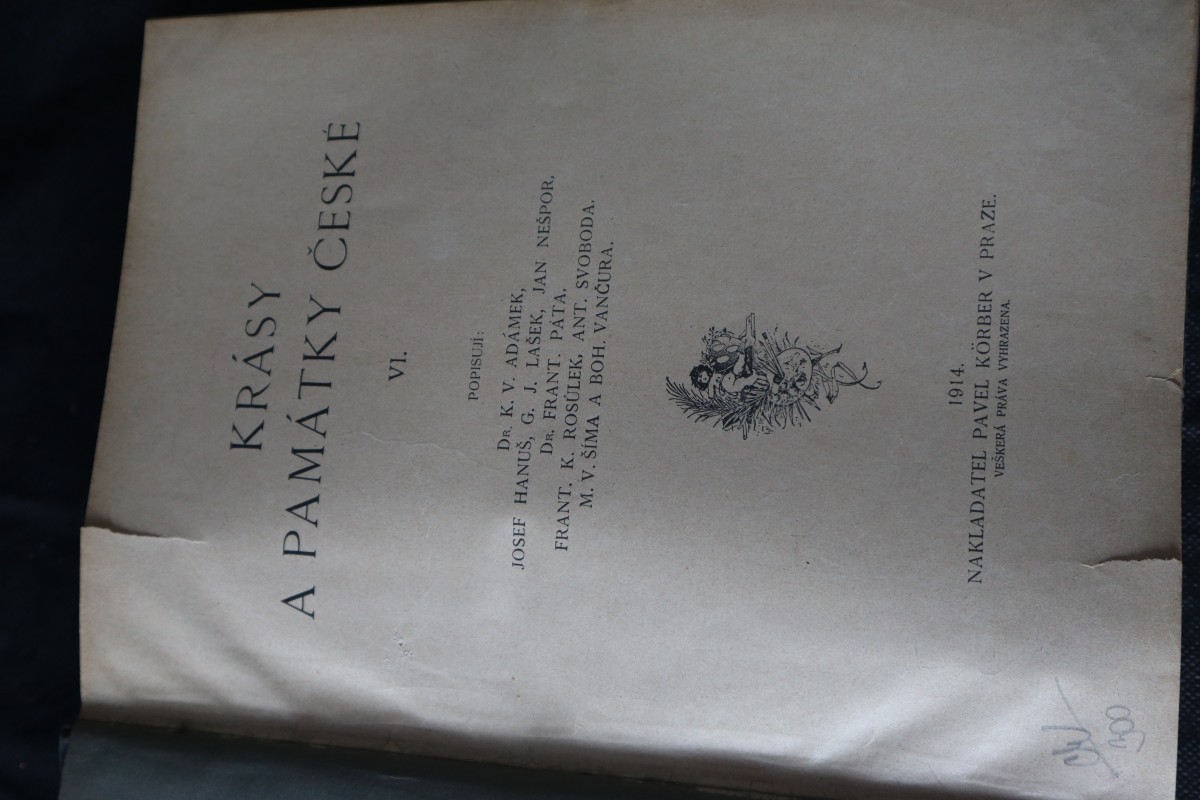 KRÁSY
A PAMÁTKY ČESKÉ
VI.
POPISUJÍ:
DR. K. V. ADÁMEK,
JOSEF HANUŠ, G. J. LAŠEK, JAN NEŠPOR,
DR. FRANT. PÁTA.
FRANT. K. ROSŮLEK, ANT. SVOBODA.
M. V. ŠÍMA A BOH. VANČURA.
1914.
NAKLADATEL PAVEL KÖRBER V PRAZE.
VEŠKERÁ PRÁVA VYHRAZENA.
300